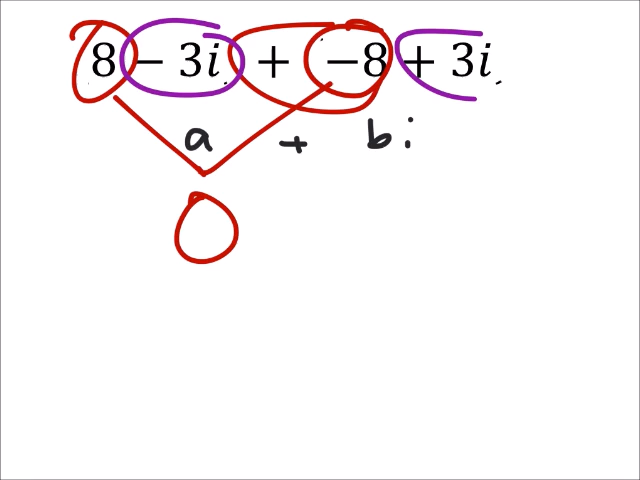 8 − 3i + −8 + 3i
a + bi
0